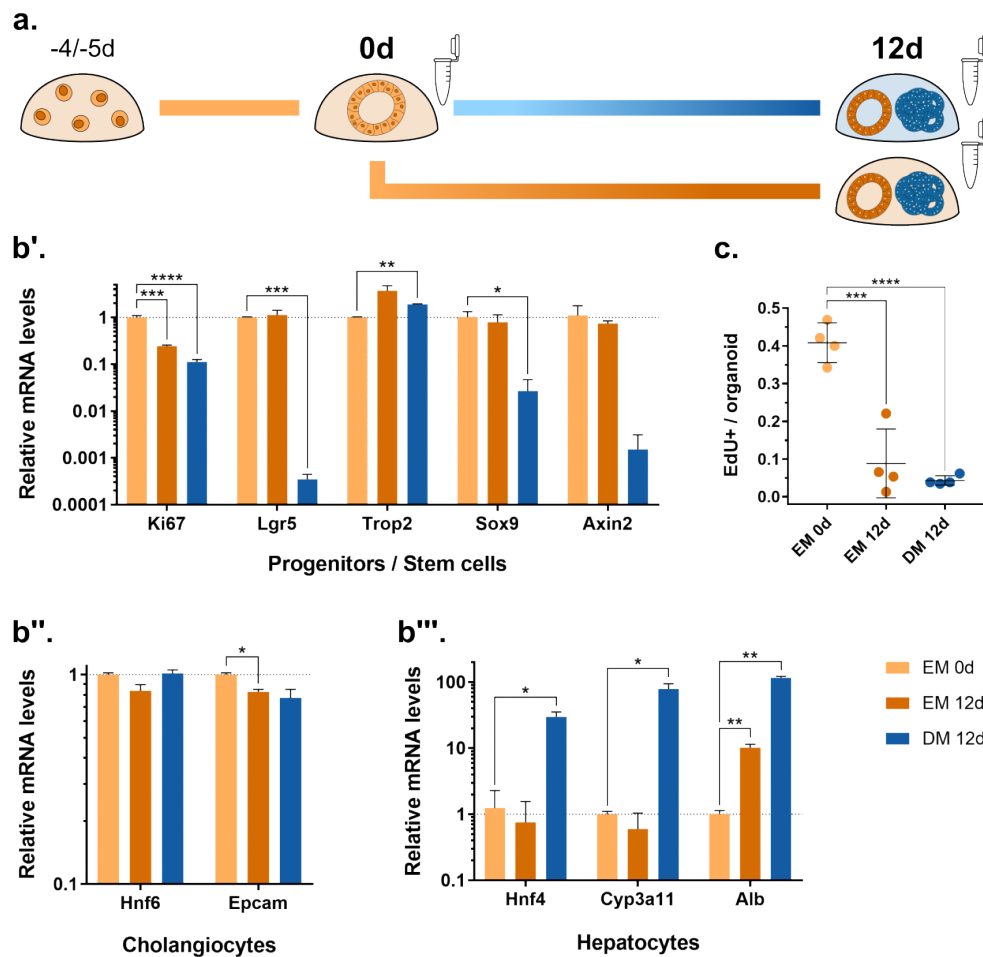 a.
-4/-5d
0d
12d
b'.
Relative mRNA levels
1
0.1
0.01
0.001
0.0001
***
****
***
**
*
Ki67 Lgr5 Trop2 Sox9 Axin2
Progenitors / Stem cells
c.
EdU+ / organoid
0.5
0.4
0.3
0.2
0.1
0.0
***
****
EM 0d
EM 12d
DM 12d
b''.
Relative mRNA levels
1
0.1
*
Hnf6 Epcam
Cholangiocytes
b'''.
Relative mRNA levels
100
10
1
0.1
*
*
**
**
Hnf4 Cyp3a11 Alb
Hepatocytes
EM 0d
EM 12d
DM 12d